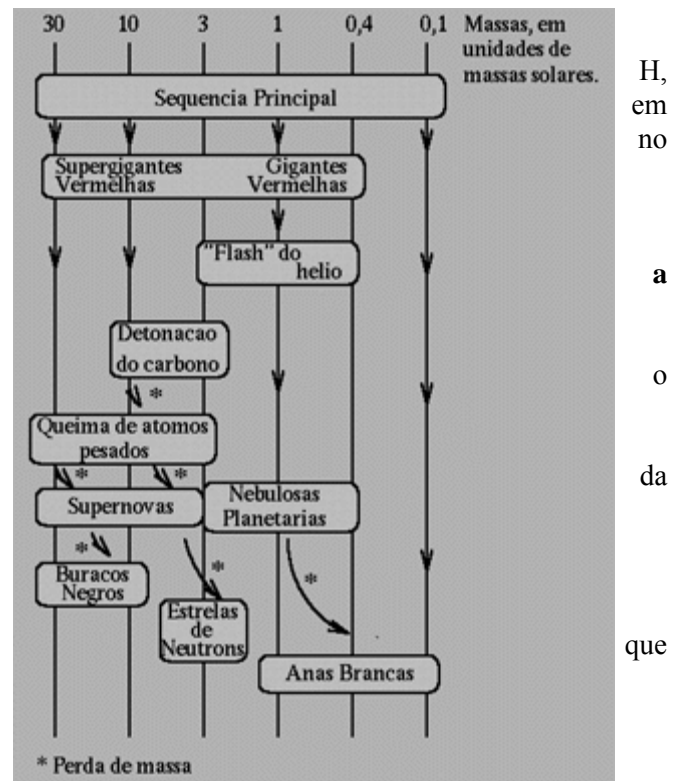 30 10 3 1 0,4 0,1 Massas, em
unidades de
massas solares.
Sequencia Principal
Supergigantes
Vermelhas
Gigantes
Vermelhas
"Flash" do
helio
Detonacao
do carbono
*
Queima de atomos
pesados
* *
Supernovas
Nebulosas
Planetarias
* * *
Buracos
Negros
Estrelas
de
Neutrons
Anas Brancas
* Perda de massa
H,
em
no
a
o
da
que